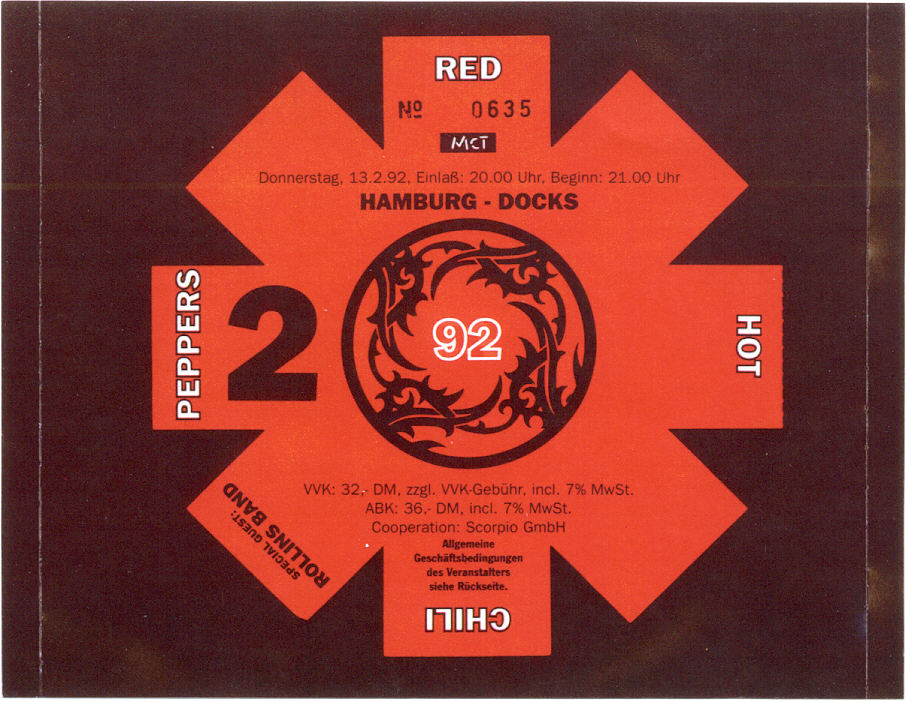 RED
Nº 0635
MCT
Donnerstag, 13.2.92, Einlaß: 20.00 Uhr, Beginn: 21.00 Uhr
HAMBURG - DOCKS
PEPPERS
2
92
HOT
VVK: 32,- DM, zzgl. VVK-Gebühr, incl. 7% MwSt.
ABK: 36,- DM, incl. 7% MwSt.
Cooperation: Scorpio GmbH
Allgemeine
Geschäftsbedingungen
des Veranstalters
siehe Rückseite.
SPECIAL GUEST:
ROLLINS BAND
CHILI